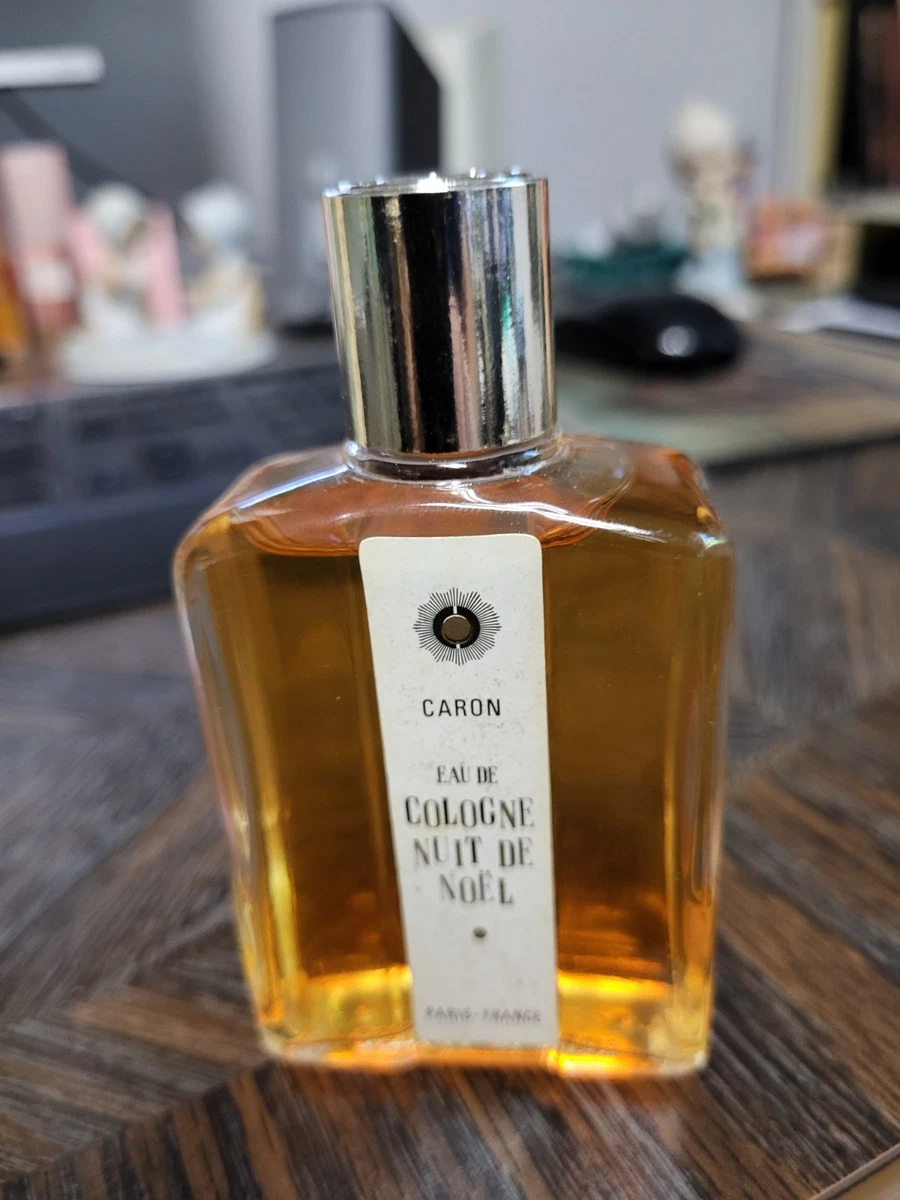 CARON
EAU DE
COLOGNE
NUIT DE
NOËL
PARIS-FRANCE